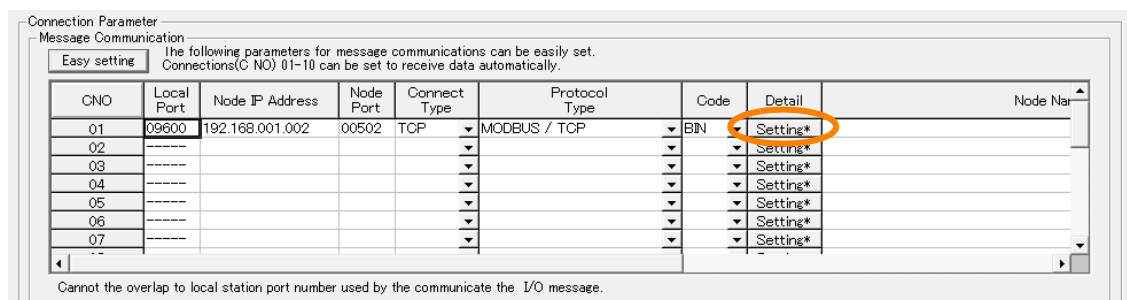 Connection Parameter
Message Communication
Easy setting
The following parameters for message communications can be easily set.
Connections(C NO) 01-10 can be set to receive data automatically.
CNO Local Port Node IP Address Node Port Connect Type Protocol Type Code Detail Node Nar
01 09600 192.168.001.002 00502 TCP MODBUS / TCP BIN Setting*
02 ----- Setting*
03 ----- Setting*
04 ----- Setting*
05 ----- Setting*
06 ----- Setting*
07 ----- Setting*
Cannot the overlap to local station port number used by the communicate the I/O message.